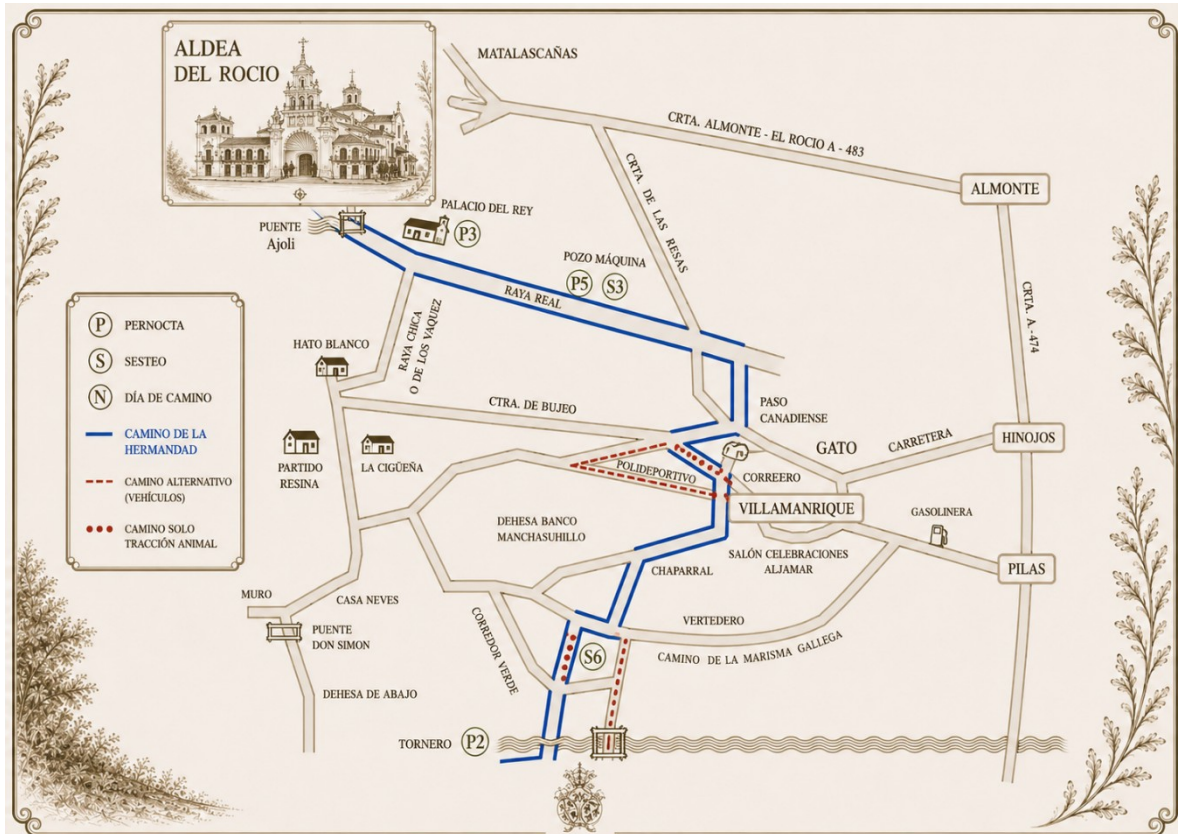 ALDEA
DEL ROCIO
MATALASCAÑAS
CRTA. ALMONTE - EL ROCIO A - 483
ALMONTE
CRTA. DE LAS RESAS
PALACIO DEL REY
P3
PUENTE
Ajoli
POZO MÁQUINA
P5
S3
RAYA REAL
CRTA. A.-474
P
PERNOCTA
S
SESTEO
N
DÍA DE CAMINO
CAMINO DE LA
HERMANDAD
CAMINO ALTERNATIVO
(VEHÍCULOS)
CAMINO SOLO
TRACCIÓN ANIMAL
HATO BLANCO
RAYA CHICA
O DE LOS VAQUEZ
CTRA. DE BUJEO
PASO
CANADIENSE
GATO
CARRETERA
HINOJOS
PARTIDO
RESINA
LA CIGÜEÑA
POLIDEPORTIVO
CORREERO
VILLAMANRIQUE
GASOLINERA
DEHESA BANCO
MANCHASUHILLO
SALÓN CELEBRACIONES
ALJAMAR
CHAPARRAL
PILAS
MURO
CASA NEVES
PUENTE
DON SIMON
CORREDOR VERDE
VERTEDERO
CAMINO DE LA MARISMA GALLEGA
S6
DEHESA DE ABAJO
TORNERO
P2